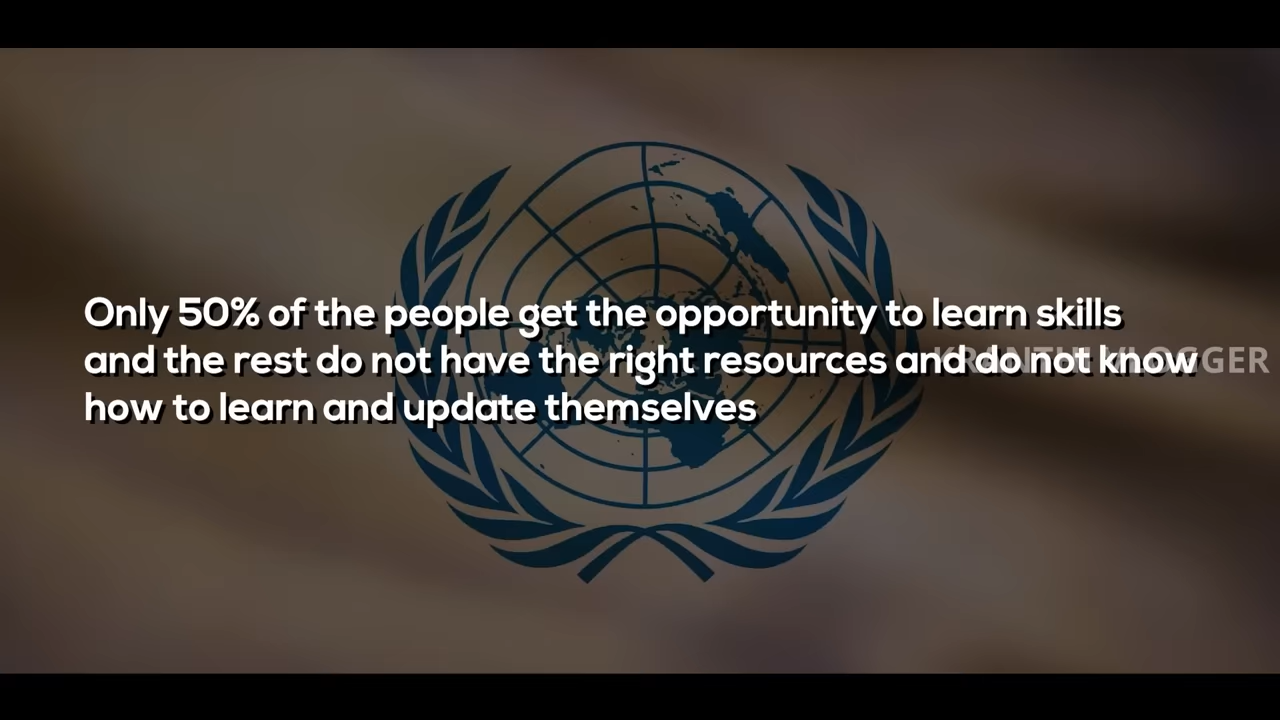 Only 50% of the people get the opportunity to learn skills
and the rest do not have the right resources and do not know
how to learn and update themselves
VLOGGER